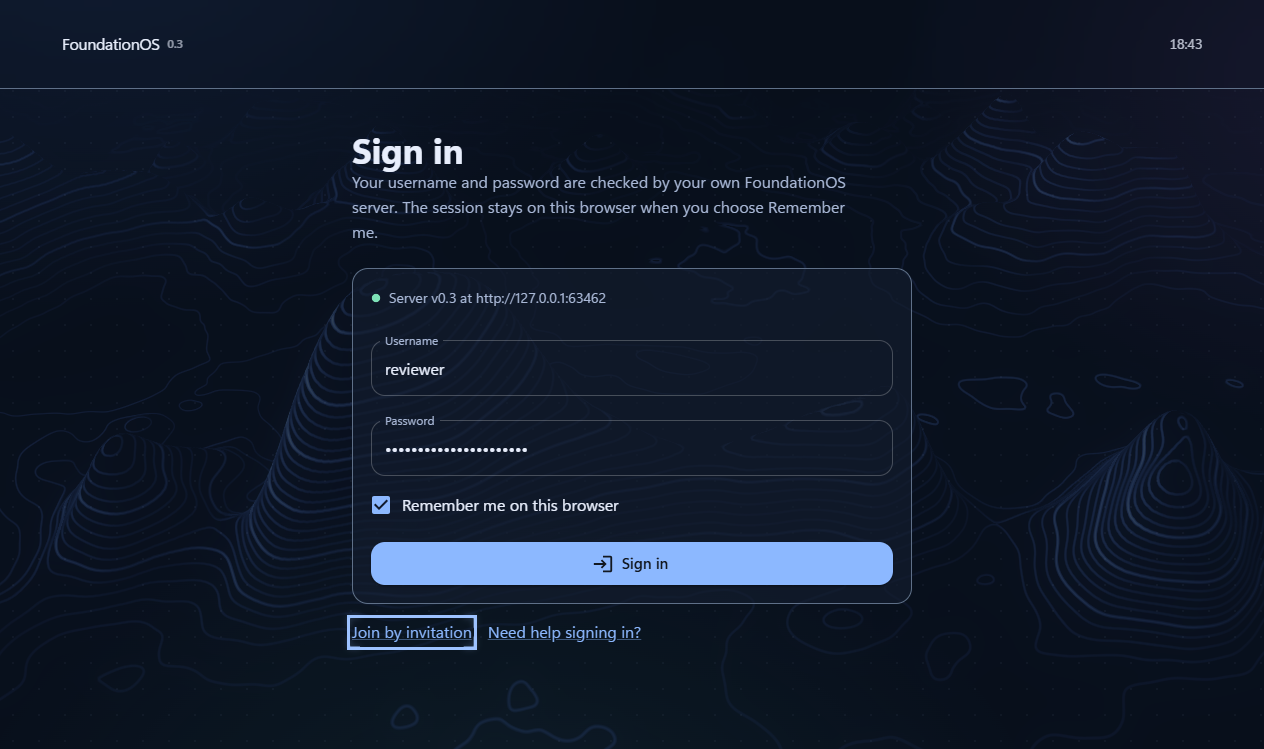 FoundationOS 0.3
18:43
Sign in
Your username and password are checked by your own FoundationOS
server. The session stays on this browser when you choose Remember
me.
Server v0.3 at http://127.0.0.1:63462
Username
reviewer
Password
••••••••••••••••••••••
Remember me on this browser
Sign in
Join by invitation Need help signing in?